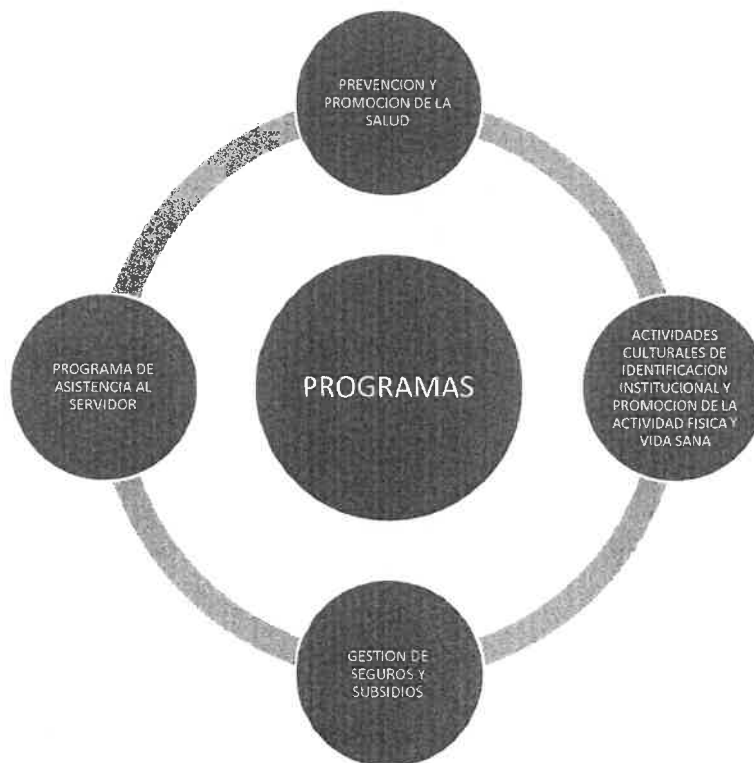 PREVENCION Y
PROMOCION DE LA
SALUD
PROGRAMA DE
ASISTENCIA AL
SERVIDOR
PROGRAMAS
ACTIVIDADES
CULTURALES DE
IDENTIFICACION
INSTITUCIONAL Y
PROMOCION DE LA
ACTIVIDAD FISICA Y
VIDA SANA
GESTION DE
SEGUROS Y
SUBSIDIOS